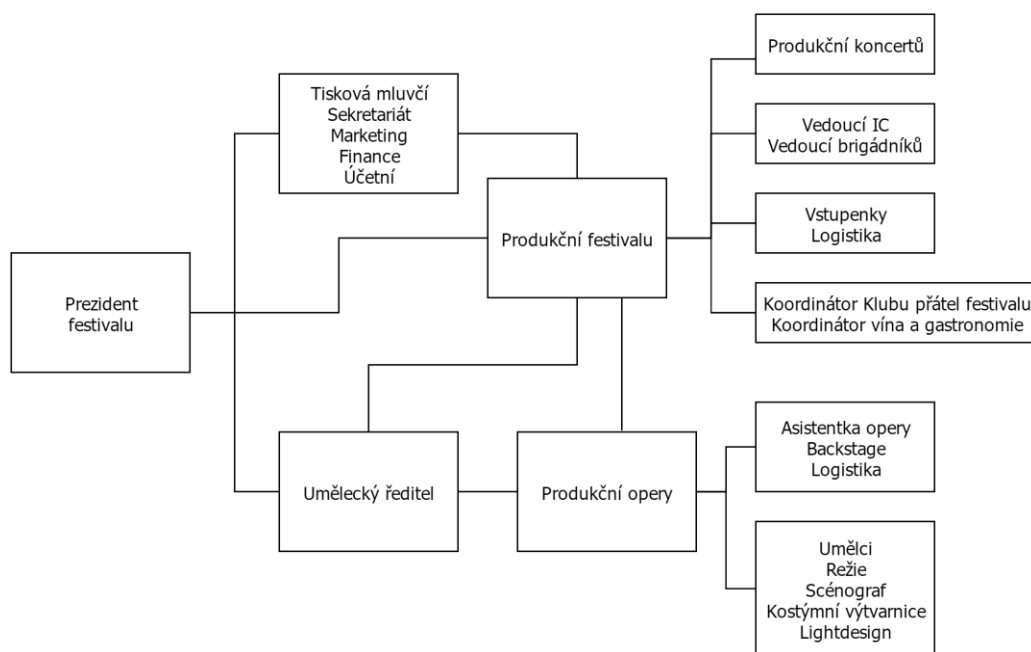 Produkční koncertů
Tisková mluvčí
Sekretariát
Marketing
Finance
Účetní
Vedoucí IC
Vedoucí brigádníků
Produkční festivalu
Vstupenky
Logistika
Prezident
festivalu
Koordinátor Klubu přátel festivalu
Koordinátor vína a gastronomie
Umělecký ředitel
Produkční opery
Asistentka opery
Backstage
Logistika
Umělci
Režie
Scénograf
Kostýmní výtvarnice
Lightdesign